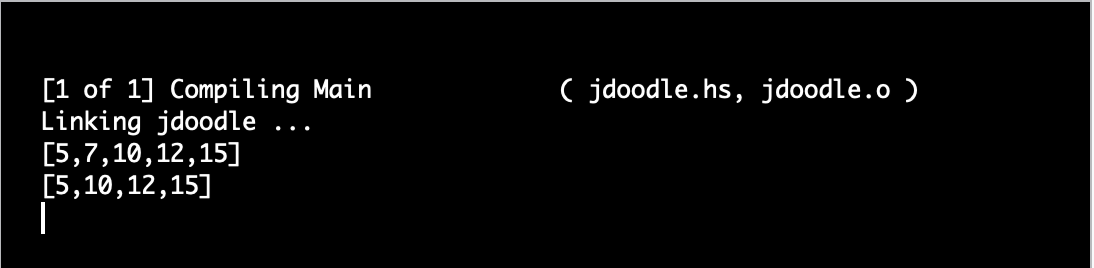 [1 of 1] Compiling Main             ( jdoodle.hs, jdoodle.o )
Linking jdoodle ...
[5,7,10,12,15]
[5,10,12,15]